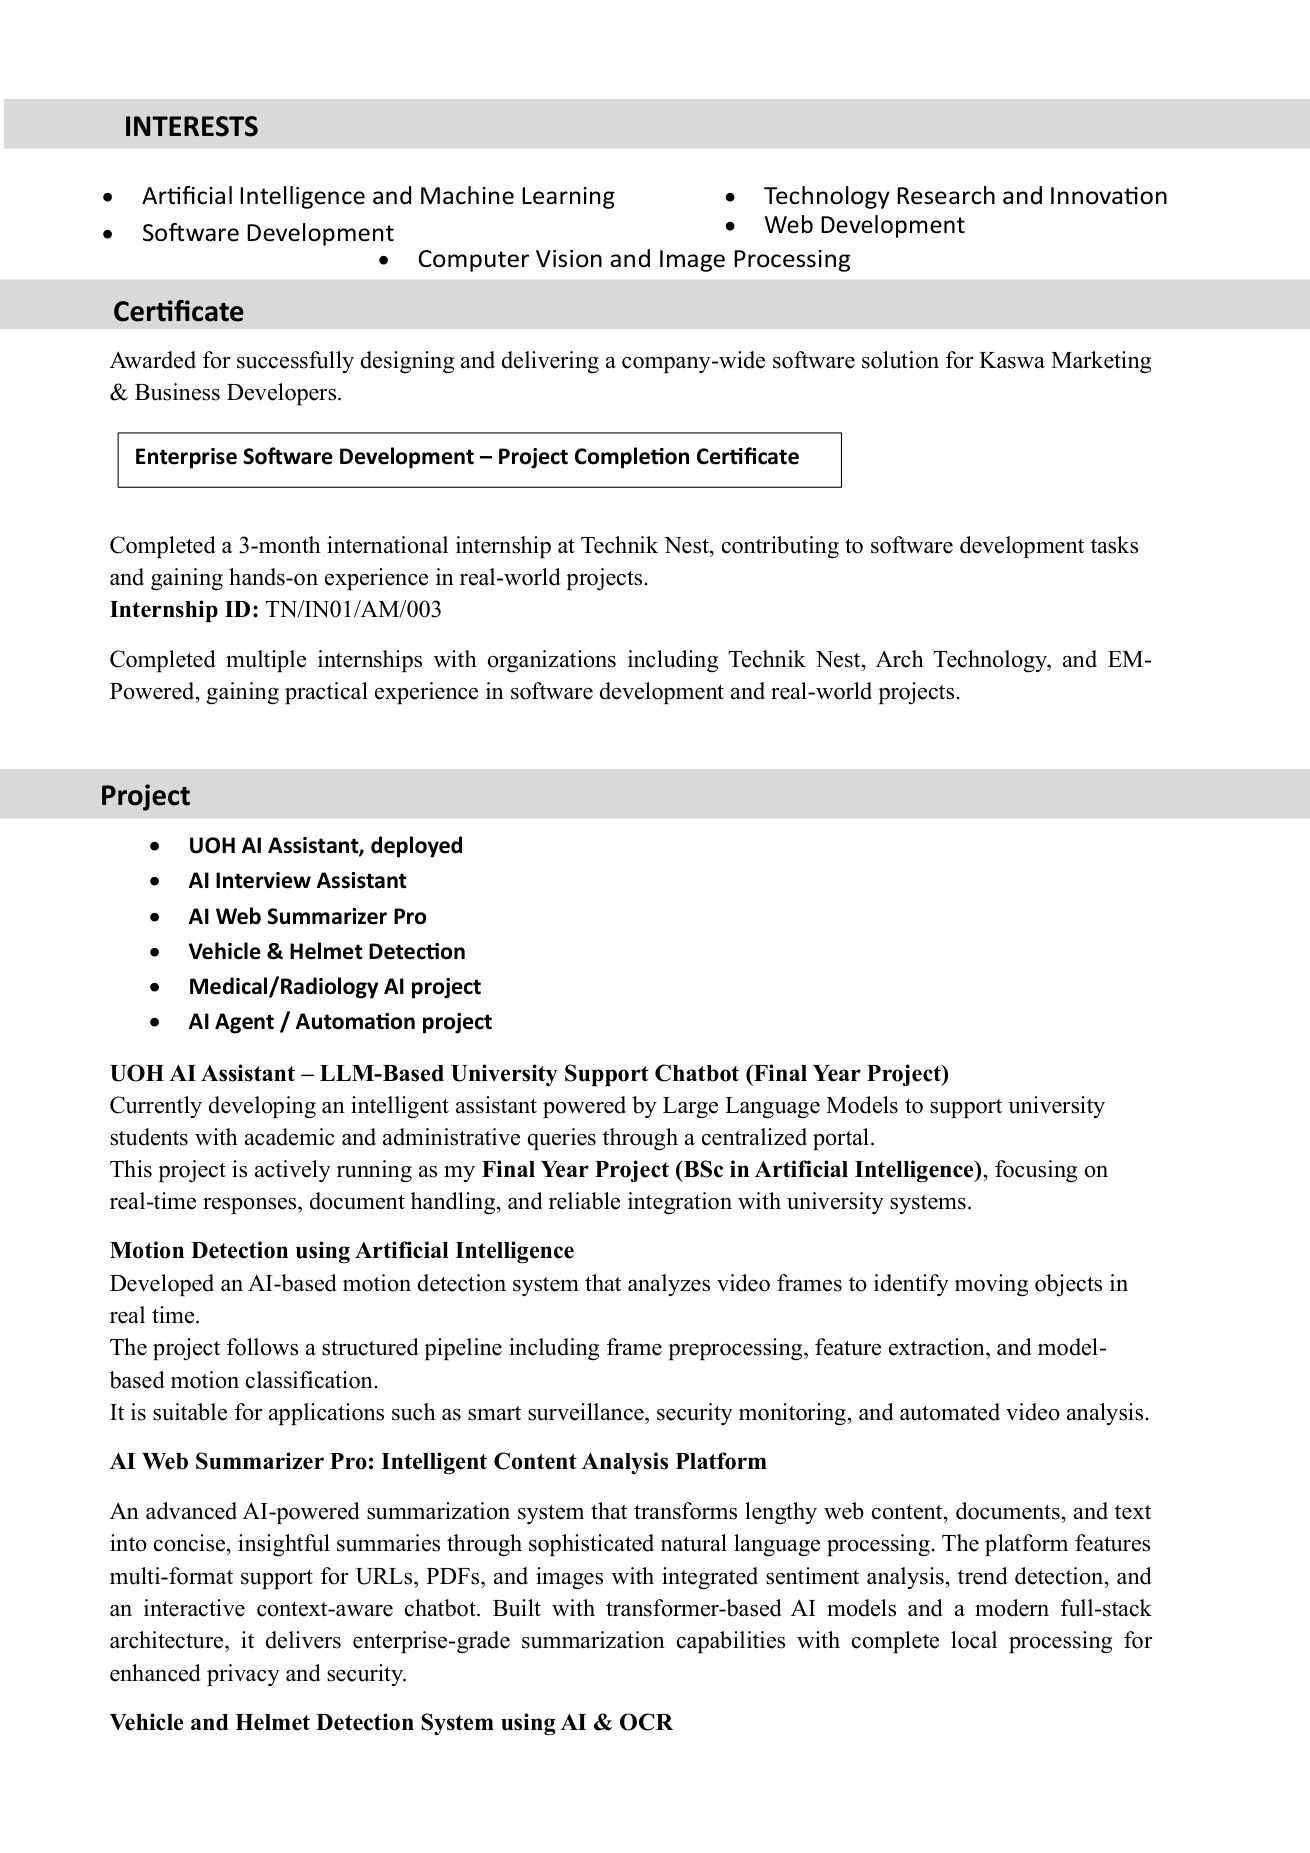 INTERESTS
• Artificial Intelligence and Machine Learning
• Software Development
• Technology Research and Innovation
• Web Development
• Computer Vision and Image Processing
Certificate
Awarded for successfully designing and delivering a company-wide software solution for Kaswa Marketing
& Business Developers.
Enterprise Software Development – Project Completion Certificate
Completed a 3-month international internship at Technik Nest, contributing to software development tasks
and gaining hands-on experience in real-world projects.
Internship ID: TN/IN01/AM/003
Completed multiple internships with organizations including Technik Nest, Arch Technology, and EM-
Powered, gaining practical experience in software development and real-world projects.
Project
• UOH AI Assistant, deployed
• AI Interview Assistant
• AI Web Summarizer Pro
• Vehicle & Helmet Detection
• Medical/Radiology AI project
• AI Agent / Automation project
UOH AI Assistant – LLM-Based University Support Chatbot (Final Year Project)
Currently developing an intelligent assistant powered by Large Language Models to support university
students with academic and administrative queries through a centralized portal.
This project is actively running as my Final Year Project (BSc in Artificial Intelligence), focusing on
real-time responses, document handling, and reliable integration with university systems.
Motion Detection using Artificial Intelligence
Developed an AI-based motion detection system that analyzes video frames to identify moving objects in
real time.
The project follows a structured pipeline including frame preprocessing, feature extraction, and model-
based motion classification.
It is suitable for applications such as smart surveillance, security monitoring, and automated video analysis.
AI Web Summarizer Pro: Intelligent Content Analysis Platform
An advanced AI-powered summarization system that transforms lengthy web content, documents, and text
into concise, insightful summaries through sophisticated natural language processing. The platform features
multi-format support for URLs, PDFs, and images with integrated sentiment analysis, trend detection, and
an interactive context-aware chatbot. Built with transformer-based AI models and a modern full-stack
architecture, it delivers enterprise-grade summarization capabilities with complete local processing for
enhanced privacy and security.
Vehicle and Helmet Detection System using AI & OCR